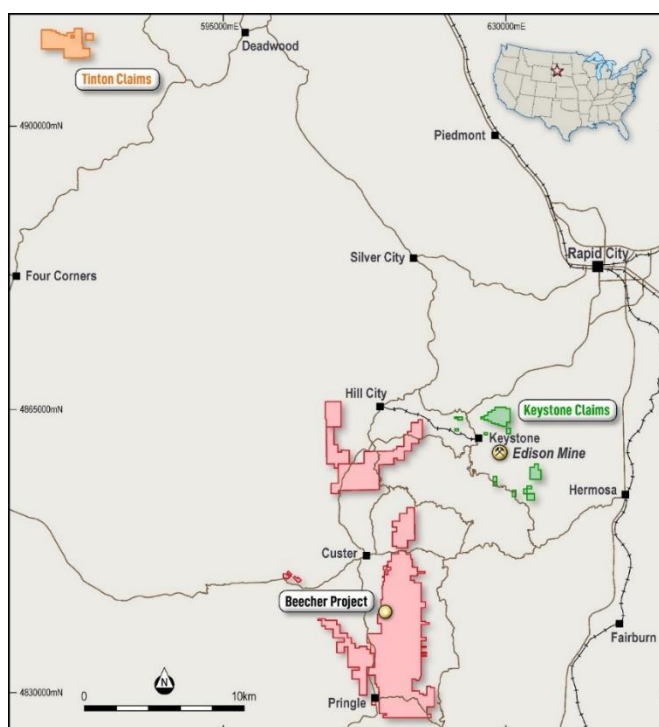 595000mE
630000mE
Deadwood
Tinton Claims
4900000mN
Piedmont
Silver City
Rapid City
Four Corners
Hill City
4865000mN
Keystone Claims
Keystone
Edison Mine
Hermosa
Custer
Beecher Project
Fairburn
4830000mN
N
Pringle
0 10km